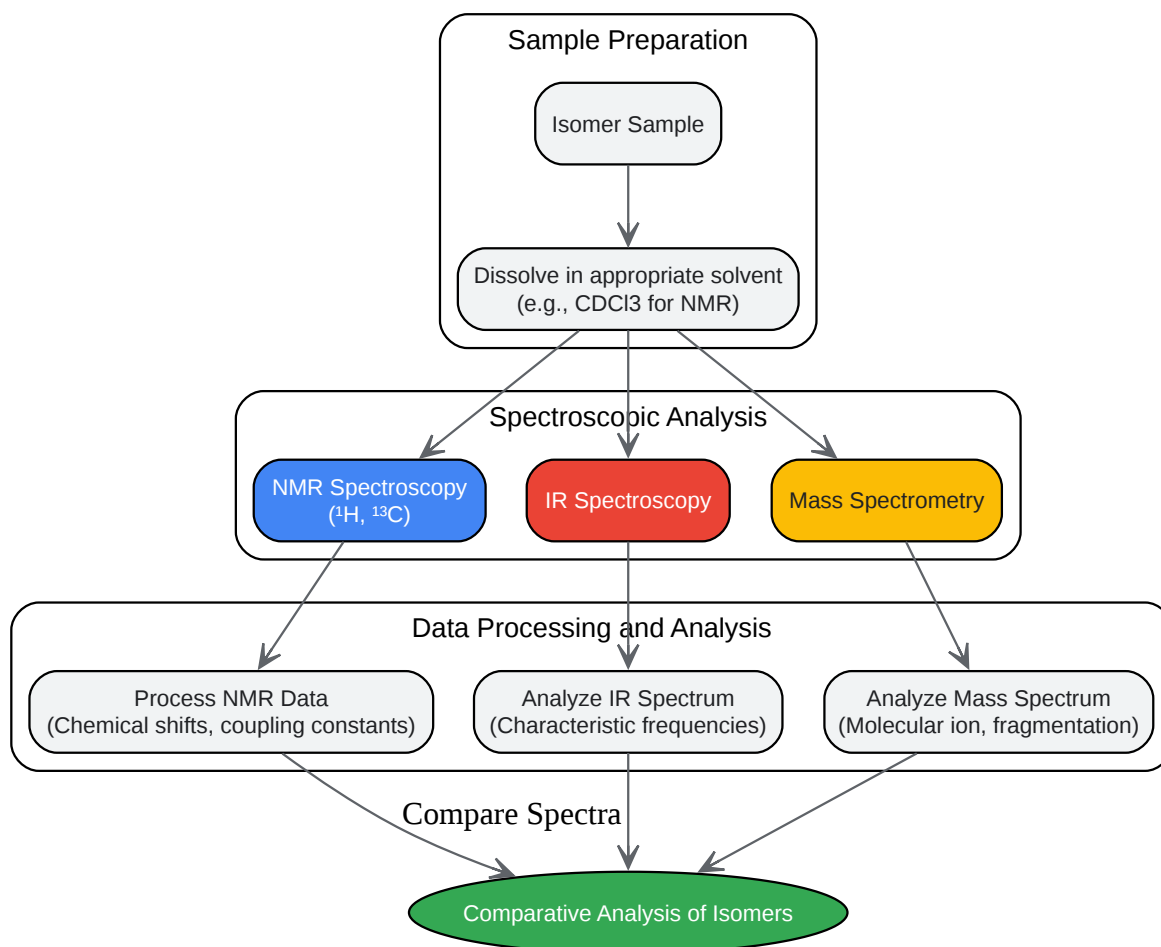 Sample Preparation
Isomer Sample
Dissolve in appropriate solvent
(e.g., CDCl3 for NMR)
Spectroscopic Analysis
NMR Spectroscopy
(¹H, ¹³C)
IR Spectroscopy
Mass Spectrometry
Data Processing and Analysis
Process NMR Data
(Chemical shifts, coupling constants)
Analyze IR Spectrum
(Characteristic frequencies)
Analyze Mass Spectrum
(Molecular ion, fragmentation)
Compare Spectra
Comparative Analysis of Isomers